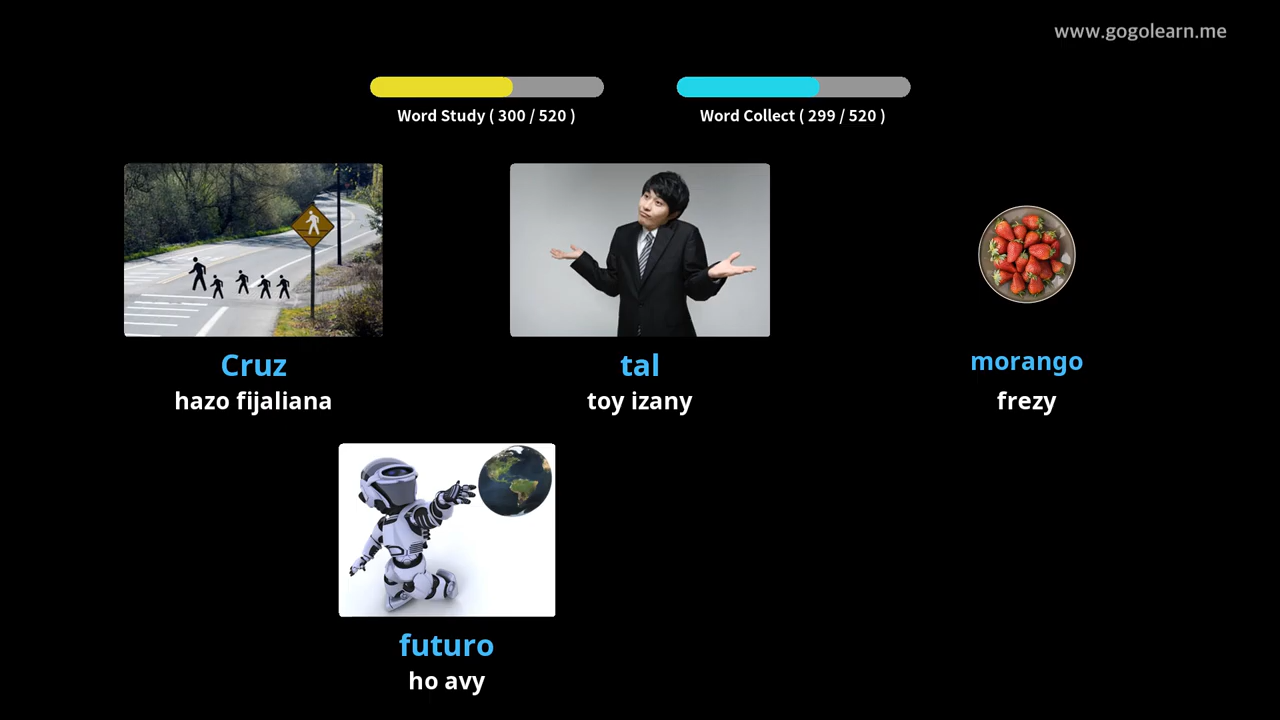 www.gogolearn.me
Word Study ( 300 / 520 )
Word Collect ( 299 / 520 )
Cruz
hazo fijaliana
tal
toy izany
morango
frezy
futuro
ho avy